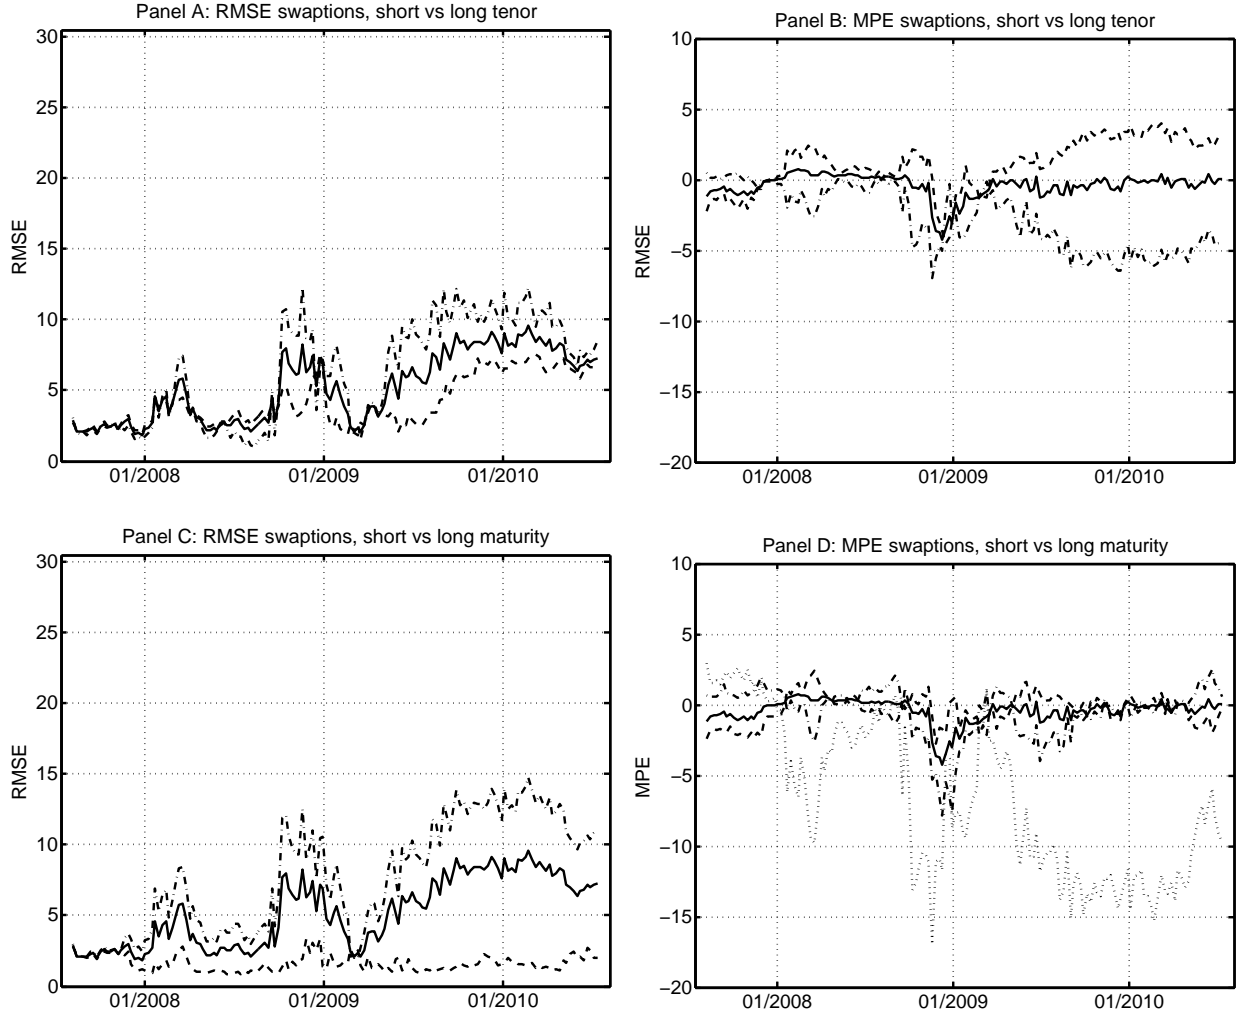 Panel A: RMSE swaptions, short vs long tenor
30
25
20
15
10
5
0
RMSE
01/2008 01/2009 01/2010
Panel B: MPE swaptions, short vs long tenor
10
5
0
−5
−10
−15
−20
RMSE
01/2008 01/2009 01/2010
Panel C: RMSE swaptions, short vs long maturity
30
25
20
15
10
5
0
RMSE
01/2008 01/2009 01/2010
Panel D: MPE swaptions, short vs long maturity
10
5
0
−5
−10
−15
−20
MPE
01/2008 01/2009 01/2010